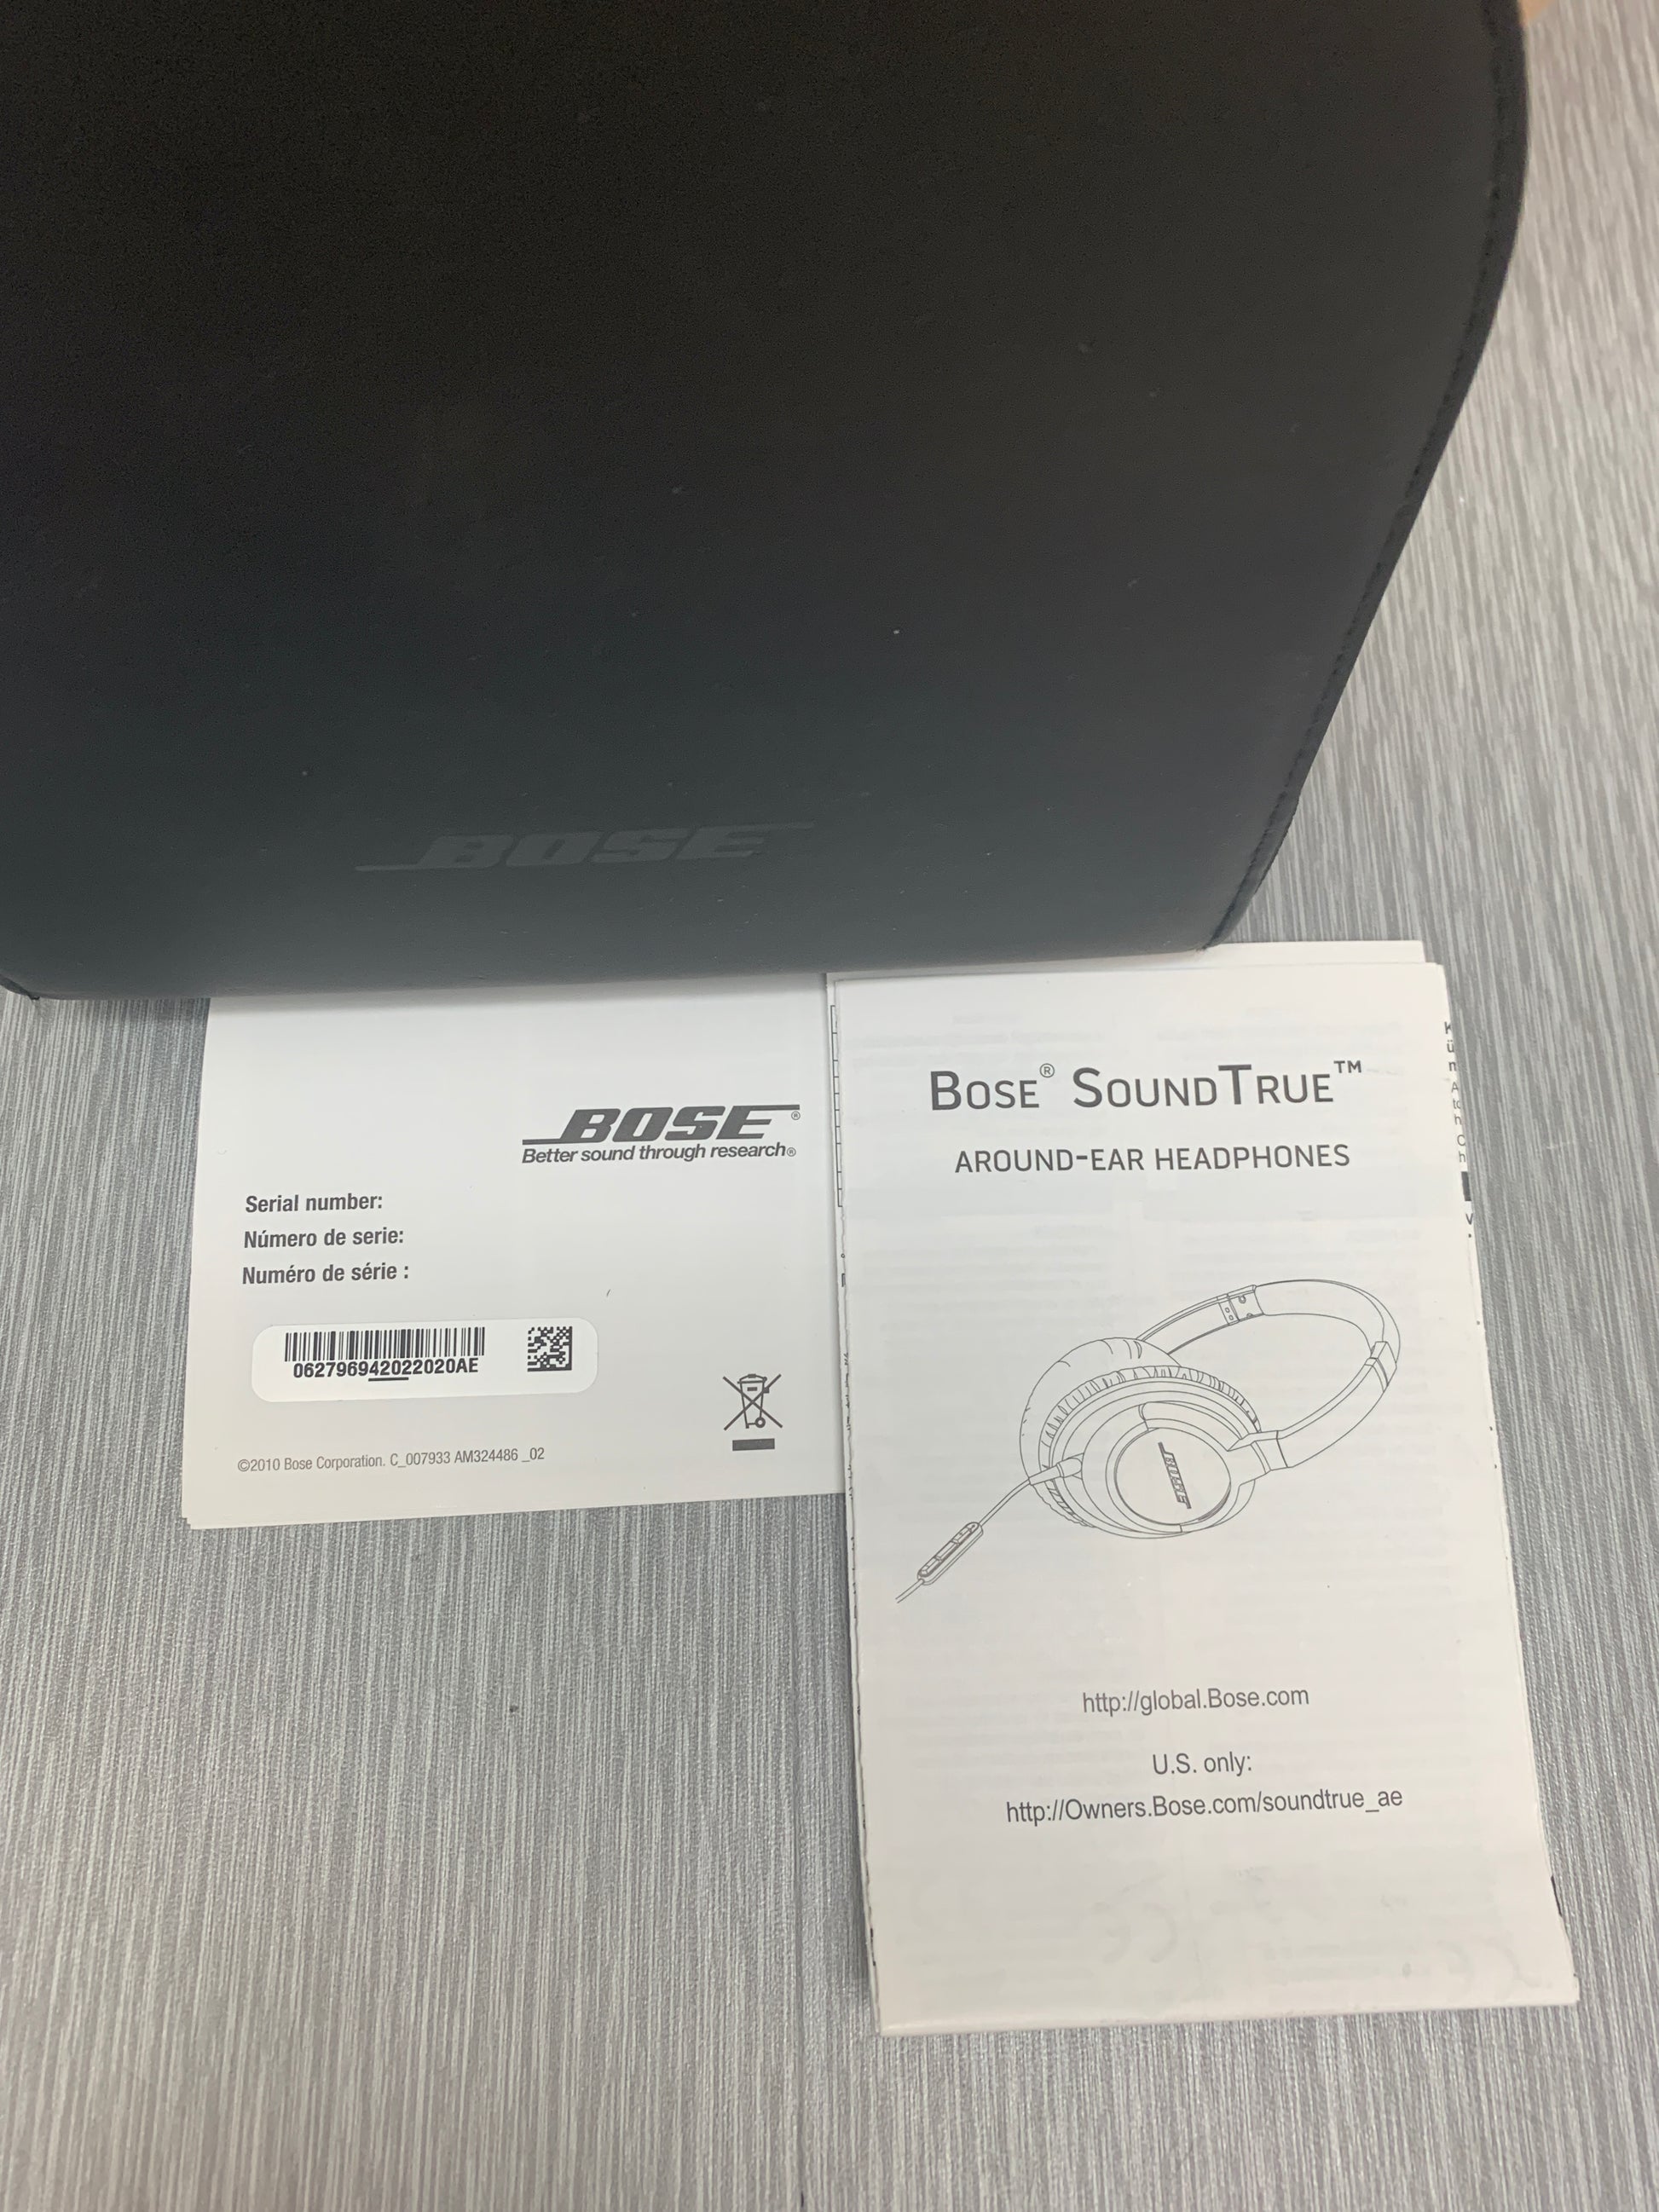 BOSE
BOSE®
Better sound through research®
Serial number:
Número de serie:
Numéro de série :
062796942022020AE
©2010 Bose Corporation. C_007933 AM324486 _02
BOSE® SOUNDTRUE™
AROUND-EAR HEADPHONES
BOSE
http://global.Bose.com
U.S. only:
http://Owners.Bose.com/soundtrue_ae